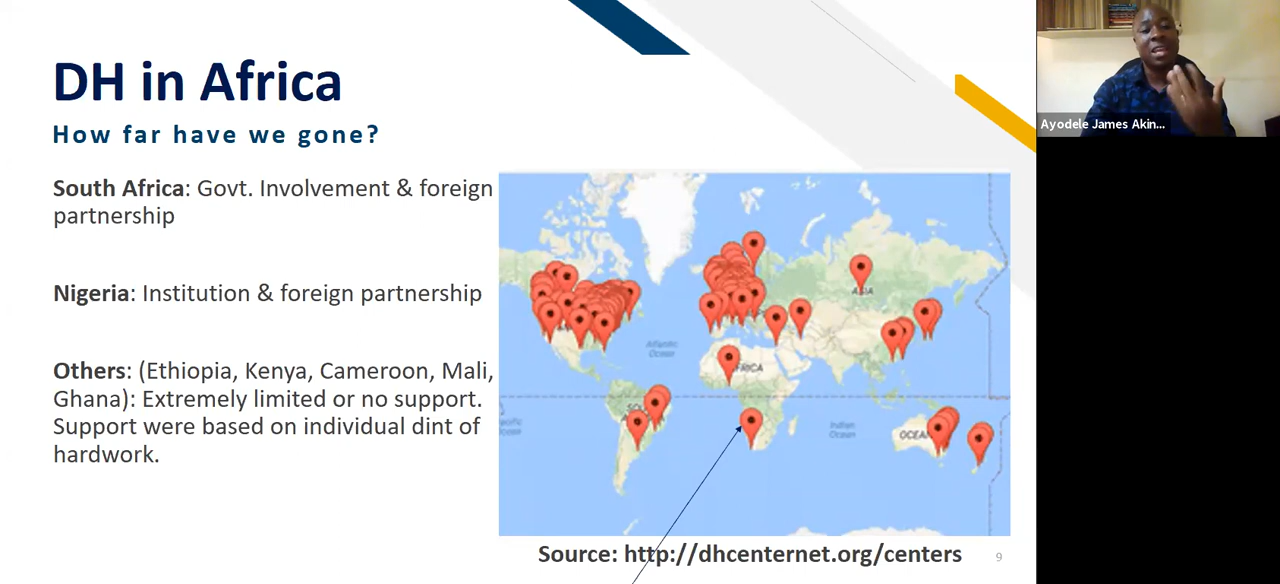 DH in Africa
How far have we gone?
South Africa: Govt. Involvement & foreign
partnership
Nigeria: Institution & foreign partnership
Others: (Ethiopia, Kenya, Cameroon, Mali,
Ghana): Extremely limited or no support.
Support were based on individual dint of
hardwork.
Atlantic
Ocean
ASIA
Indian
Ocean
Source: http://dhcenternet.org/centers
9
Ayodele James Akin...